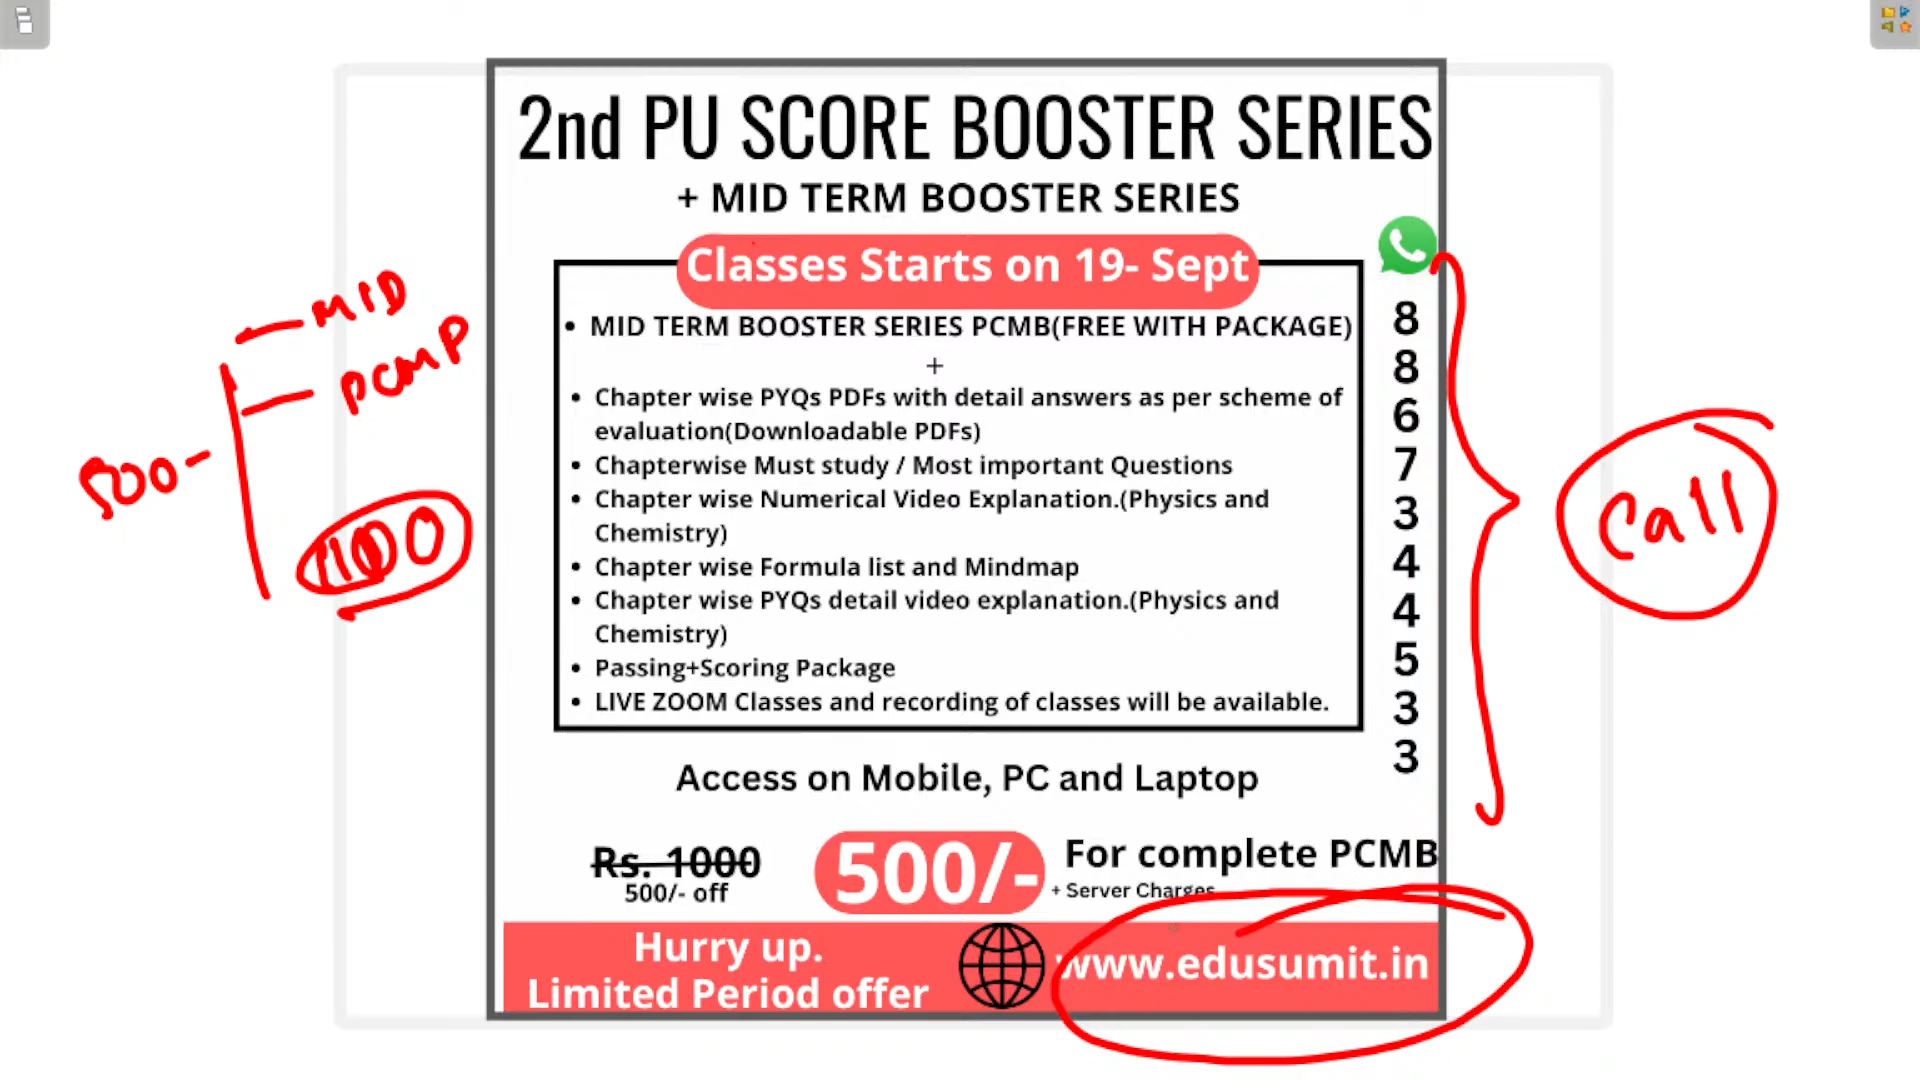 2nd PU SCORE BOOSTER SERIES
+ MID TERM BOOSTER SERIES
Classes Starts on 19- Sept
• MID TERM BOOSTER SERIES PCMB(FREE WITH PACKAGE)
+
• Chapter wise PYQs PDFs with detail answers as per scheme of
evaluation(Downloadable PDFs)
• Chapterwise Must study / Most important Questions
• Chapter wise Numerical Video Explanation.(Physics and
Chemistry)
• Chapter wise Formula list and Mindmap
• Chapter wise PYQs detail video explanation.(Physics and
Chemistry)
• Passing+Scoring Package
• LIVE ZOOM Classes and recording of classes will be available.
8
8
6
7
3
4
4
5
3
3
Access on Mobile, PC and Laptop
Rs. 1000
500/- off
500/-
For complete PCMB
+ Server Charges
Hurry up.
Limited Period offer
www.edusumit.in
MID
500-
Call